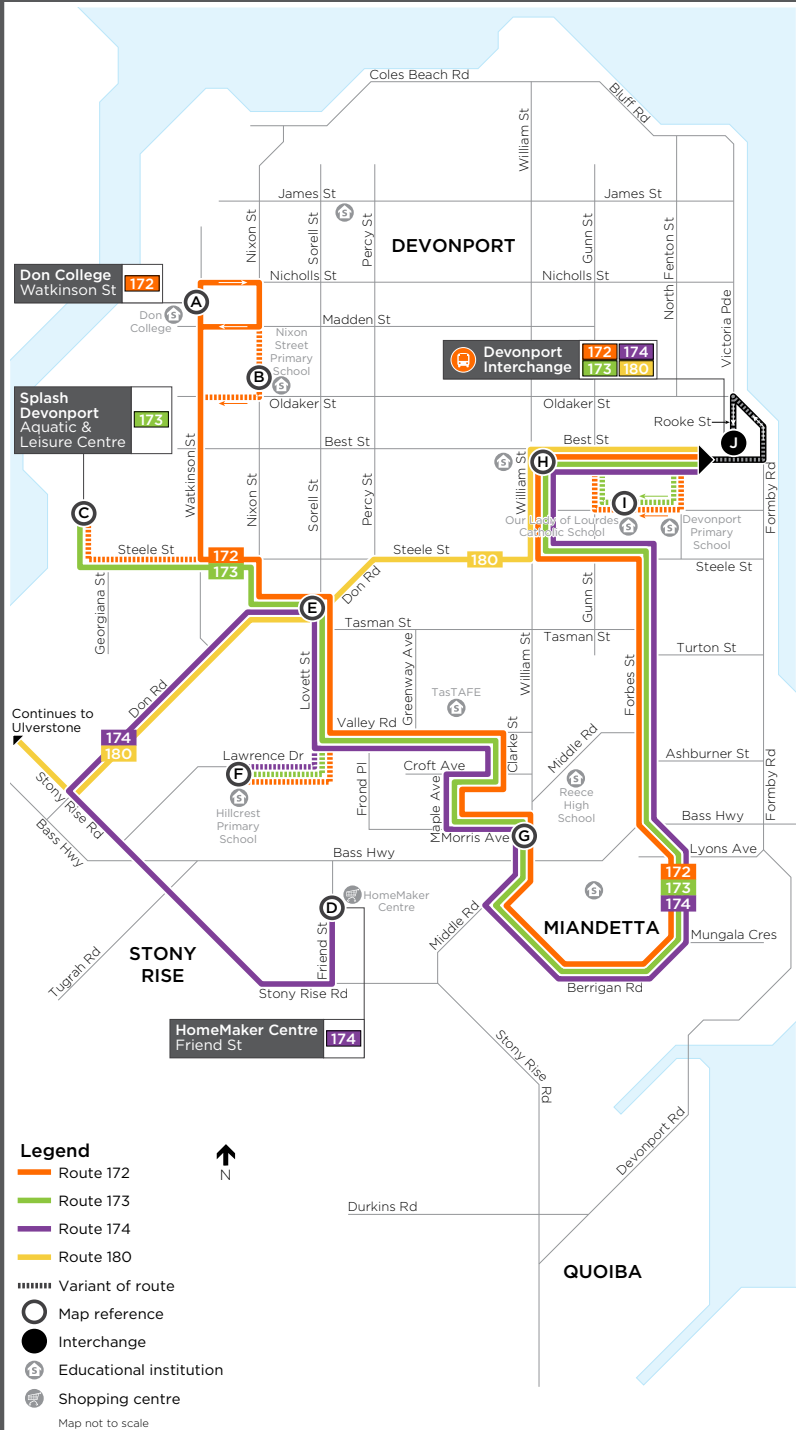 Coles Beach Rd
Bluff Rd
William St
James St
James St
Nixon St
Sorell St
Percy St
Gunn St
North Fenton St
Victoria Pde
DEVONPORT
Don College
Watkinson St
172
Nicholls St
Nicholls St
A
Don
College
Madden St
Nixon
Street
Primary
School
B
Devonport
Interchange
172 174
173 180
Splash
Devonport
Aquatic &
Leisure Centre
173
Oldaker St
Oldaker St
Rooke St
J
Best St
Best St
Watkinson St
Nixon St
Sorell St
Percy St
William St
H
Formby Rd
C
I
Our Lady of Lourdes
Catholic School
Devonport
Primary
School
Steele St
172
173
Steele St
180
Steele St
Georgiana St
Don Rd
E
Tasman St
Tasman St
Gunn St
Turton St
Lovett St
Greenway Ave
William St
Forbes St
TasTAFE
Don Rd
Continues to
Ulverstone
174
180
Valley Rd
Clarke St
Middle Rd
Lawrence Dr
F
Frond Pl
Croft Ave
Maple Ave
Ashburner St
Formby Rd
Stony Rise Rd
Hillcrest
Primary
School
Reece
High
School
Bass Hwy
Bass Hwy
Morris Ave
G
Bass Hwy
Lyons Ave
172
173
174
HomeMaker
Centre
D
Friend St
Middle Rd
MIANDETTA
Mungala Cres
STONY
RISE
Tugrah Rd
Stony Rise Rd
Berrigan Rd
HomeMaker Centre
Friend St
174
Stony Rise
Rd
Devonport Rd
Legend
N
Route 172
Route 173
Route 174
Route 180
Variant of route
Map reference
Interchange
S Educational institution
Shopping centre
Map not to scale
Durkins Rd
QUOIBA